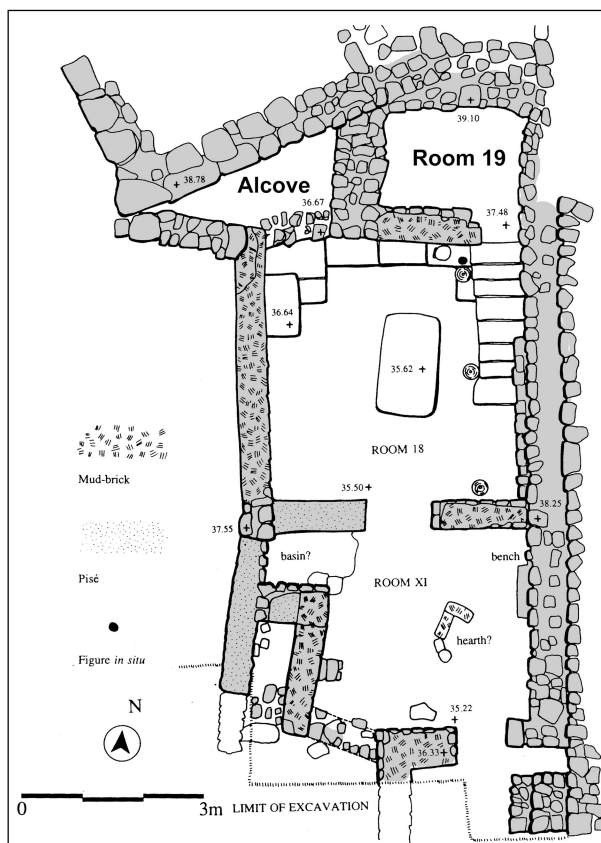 39.10
Room 19
38.78
Alcove
36.67
37.48
36.64
35.62
ROOM 18
Mud-brick
35.50
38.25
37.55
basin?
bench
Pisé
ROOM XI
hearth?
Figure in situ
N
35.22
36.33
0 3m LIMIT OF EXCAVATION